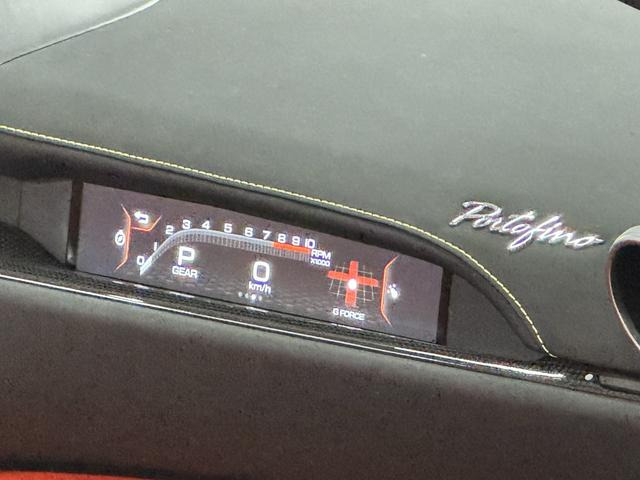 Portofino
0 1 2 3 4 5 6 7 8 9 10
RPM
x1000
P
GEAR
0
km/h
G FORCE